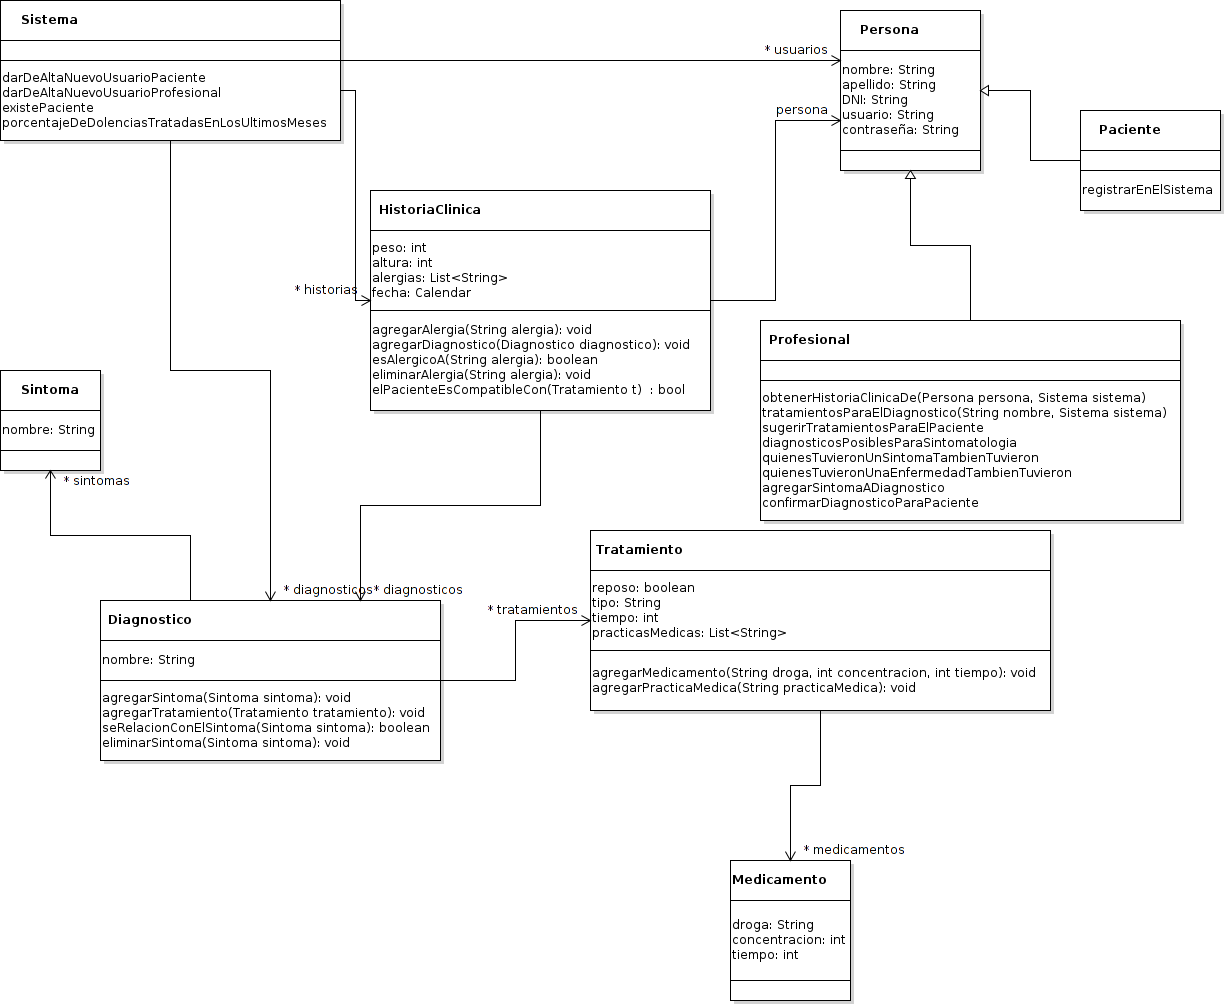 Sistema
darDeAltaNuevoUsuarioPaciente
darDeAltaNuevoUsuarioProfesional
existePaciente
porcentajeDeDolenciasTratadasEnLosUltimosMeses
* usuarios
Persona
nombre: String
apellido: String
DNI: String
usuario: String
contraseña: String
persona
Paciente
registrarEnElSistema
HistoriaClinica
peso: int
altura: int
alergias: List<String>
fecha: Calendar
agregarAlergia(String alergia): void
agregarDiagnostico(Diagnostico diagnostico): void
esAlergicoA(String alergia): boolean
eliminarAlergia(String alergia): void
elPacienteEsCompatibleCon(Tratamiento t) : bool
* historias
Profesional
obtenerHistoriaClinicaDe(Persona persona, Sistema sistema)
tratamientosParaElDiagnostico(String nombre, Sistema sistema)
sugerirTratamientosParaElPaciente
diagnosticosPosiblesParaSintomatologia
quienesTuvieronUnSintomaTambienTuvieron
quienesTuvieronUnaEnfermedadTambienTuvieron
agregarSintomaADiagnostico
confirmarDiagnosticoParaPaciente
Sintoma
nombre: String
* sintomas
* diagnosticos
* diagnosticos
Diagnostico
nombre: String
agregarSintoma(Sintoma sintoma): void
agregarTratamiento(Tratamiento tratamiento): void
seRelacionConElSintoma(Sintoma sintoma): boolean
eliminarSintoma(Sintoma sintoma): void
* tratamientos
Tratamiento
reposo: boolean
tipo: String
tiempo: int
practicasMedicas: List<String>
agregarMedicamento(String droga, int concentracion, int tiempo): void
agregarPracticaMedica(String practicaMedica): void
* medicamentos
Medicamento
droga: String
concentracion: int
tiempo: int